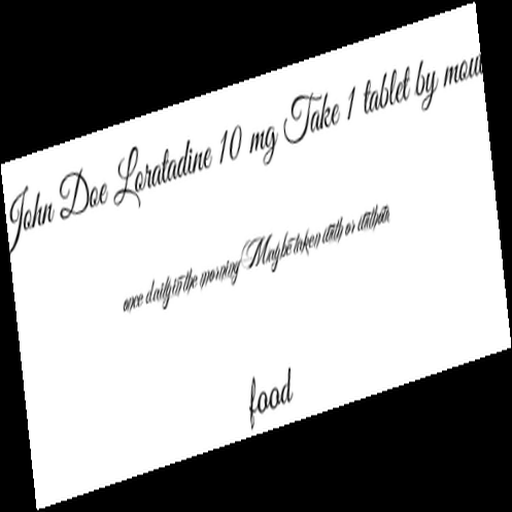 John Doe Loratadine 10 mg Take 1 tablet by mou
once daily in the morning May be taken with or without
food